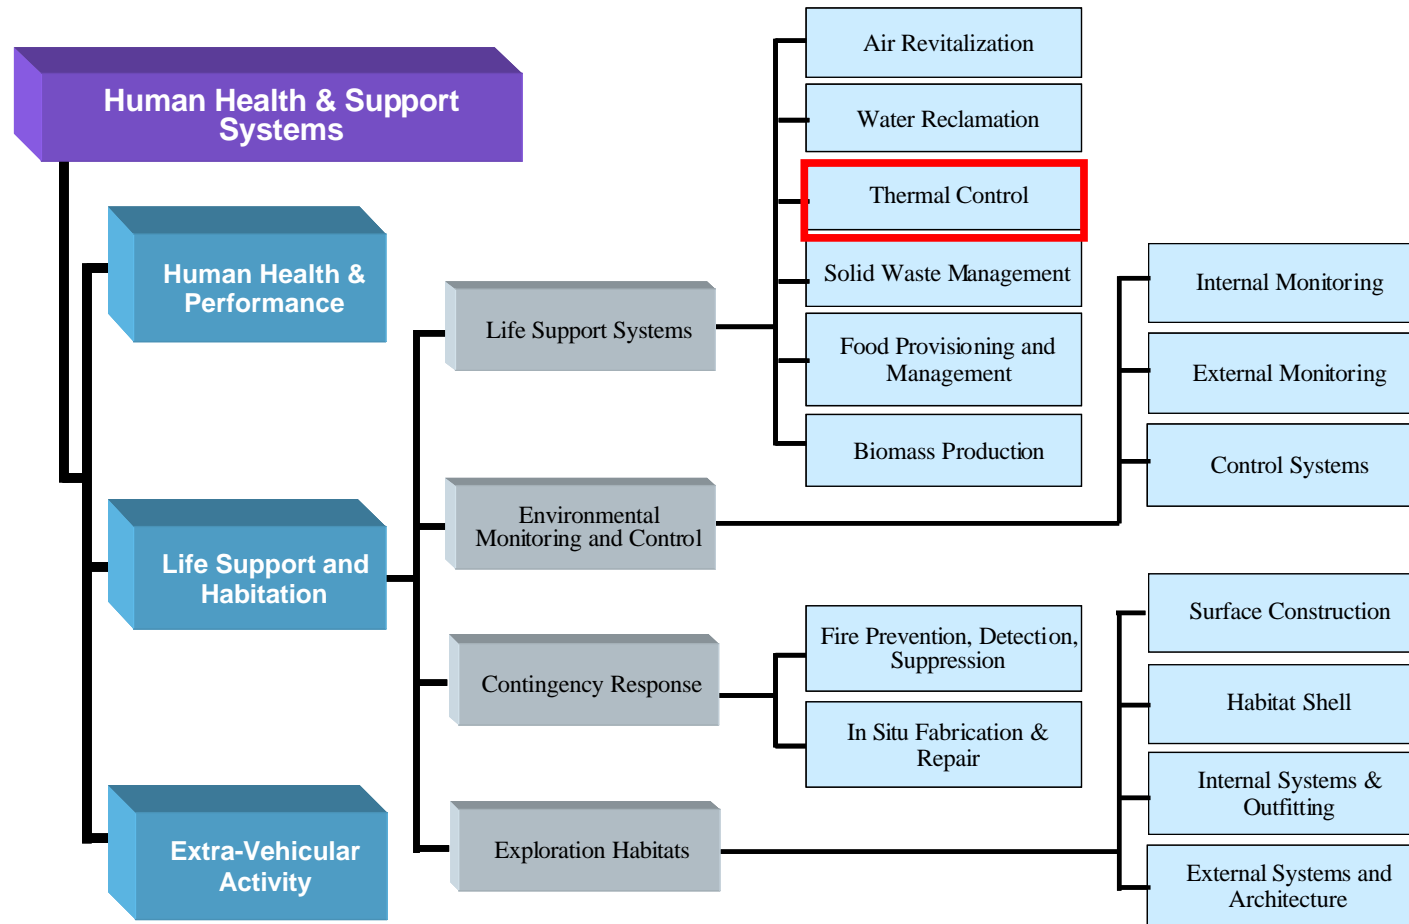 Human Health & Support
Systems
Human Health &
Performance
Life Support and
Habitation
Extra-Vehicular
Activity
Life Support Systems
Environmental
Monitoring and Control
Contingency Response
Exploration Habitats
Air Revitalization
Water Reclamation
Thermal Control
Solid Waste Management
Food Provisioning and
Management
Biomass Production
Fire Prevention, Detection,
Suppression
In Situ Fabrication &
Repair
Internal Monitoring
External Monitoring
Control Systems
Surface Construction
Habitat Shell
Internal Systems &
Outfitting
External Systems and
Architecture